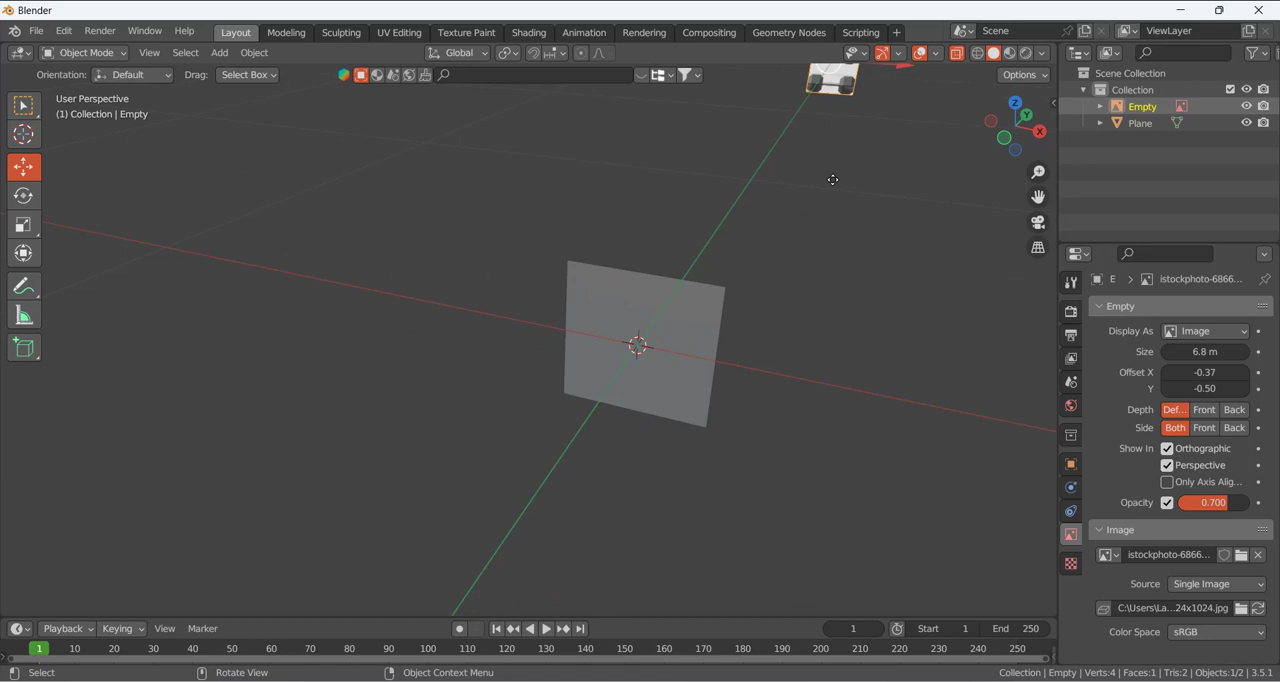 Blender
File Edit Render Window Help Layout Modeling Sculpting UV Editing Texture Paint Shading Animation Rendering Compositing Geometry Nodes Scripting + Scene ViewLayer
Object Mode View Select Add Object Global
Orientation: Default Drag: Select Box Options
User Perspective
(1) Collection | Empty
Z
Y
X
Scene Collection
Collection
Empty
Plane
E istockphoto-6866...
Empty
Display As Image
Size 6.8 m
Offset X -0.37
Y -0.50
Depth Def... Front Back
Side Both Front Back
Show In Orthographic
Perspective
Only Axis Alig...
Opacity 0.700
Image
istockphoto-6866...
Source Single Image
C:\Users\La...24x1024.jpg
Color Space sRGB
Playback Keying View Marker 1 Start 1 End 250
1 10 20 30 40 50 60 70 80 90 100 110 120 130 140 150 160 170 180 190 200 210 220 230 240 250
Select Rotate View Object Context Menu Collection | Empty | Verts:4 | Faces:1 | Tris:2 | Objects:1/2 | 3.5.1